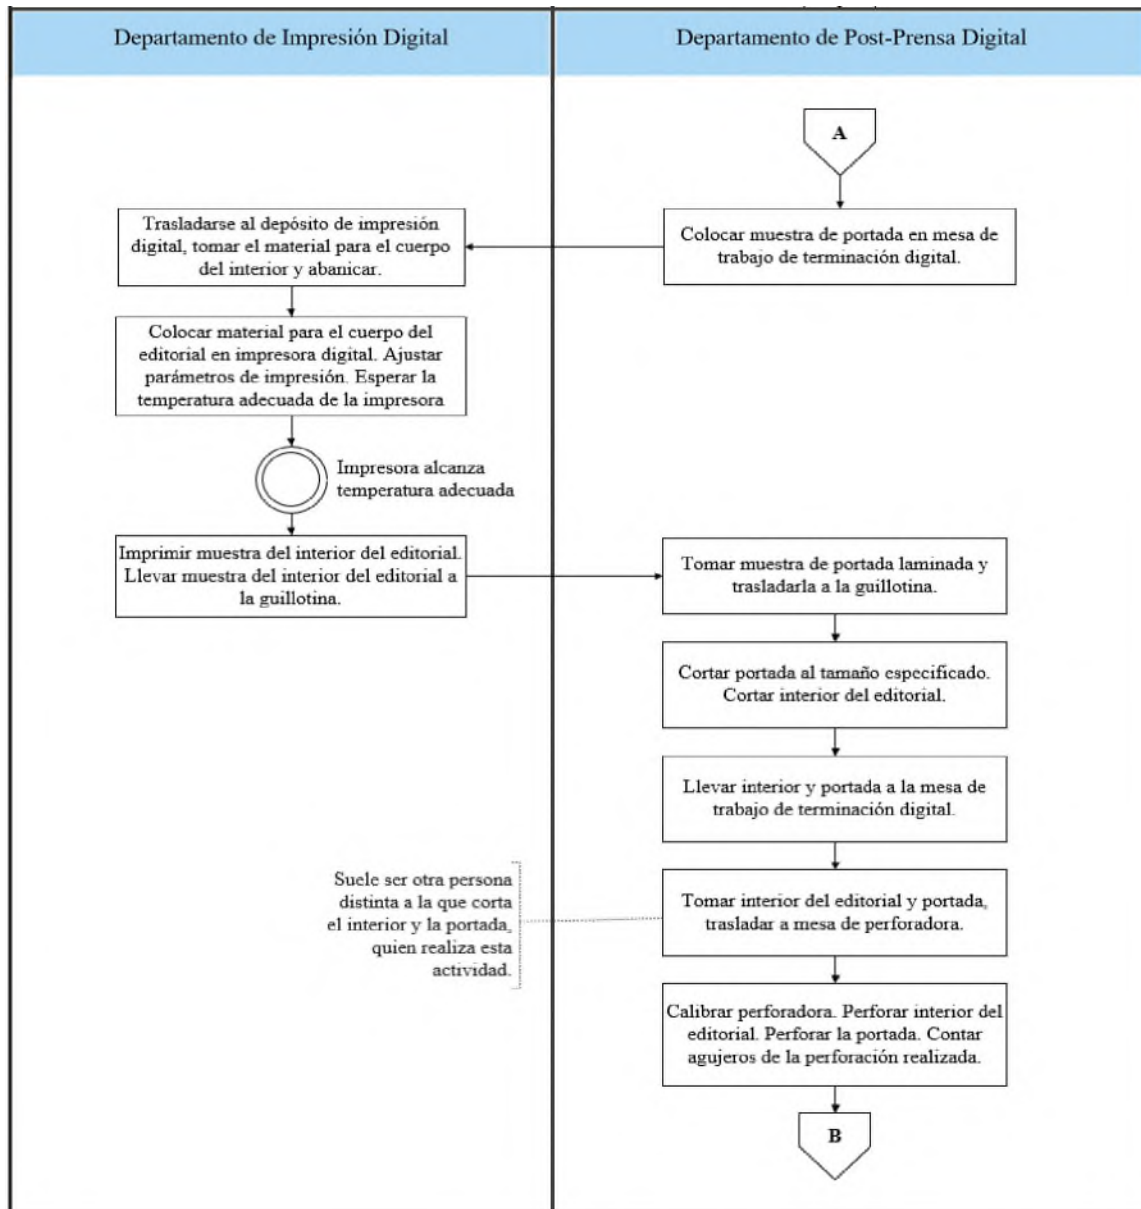 Departamento de Impresión Digital
Departamento de Post-Prensa Digital
A
Colocar muestra de portada en mesa de
trabajo de terminación digital.
Trasladarse al depósito de impresión
digital, tomar el material para el cuerpo
del interior y abanicar.
Colocar material para el cuerpo del
editorial en impresora digital. Ajustar
parámetros de impresión. Esperar la
temperatura adecuada de la impresora
Impresora alcanza
temperatura adecuada
Imprimir muestra del interior del editorial.
Llevar muestra del interior del editorial a
la guillotina.
Tomar muestra de portada laminada y
trasladarla a la guillotina.
Cortar portada al tamaño especificado.
Cortar interior del editorial.
Llevar interior y portada a la mesa de
trabajo de terminación digital.
Tomar interior del editorial y portada,
trasladar a mesa de perforadora.
Suele ser otra persona
distinta a la que corta
el interior y la portada,
quien realiza esta
actividad.
Calibrar perforadora. Perforar interior del
editorial. Perforar la portada. Contar
agujeros de la perforación realizada.
B